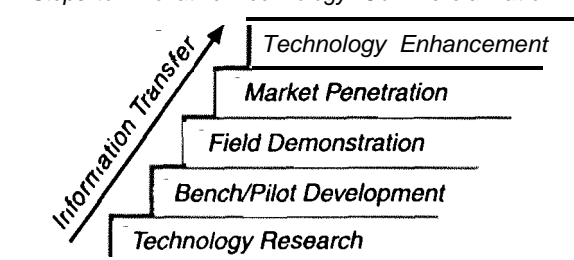 Technology Enhancement
Market Penetration
Field Demonstration
Bench/Pilot Development
Technology Research
Information Transfer